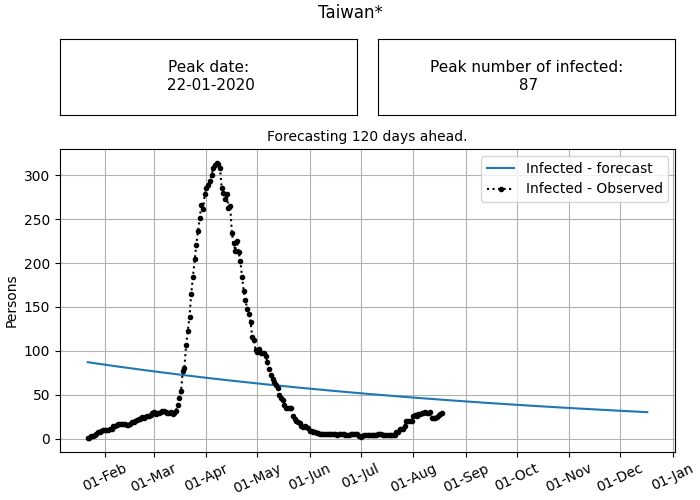 Taiwan*
Peak date:
22-01-2020
Peak number of infected:
87
Forecasting 120 days ahead.
Infected - forecast
Infected - Observed
Persons
300
250
200
150
100
50
0
01-Feb
01-Mar
01-Apr
01-May
01-Jun
01-Jul
01-Aug
01-Sep
01-Oct
01-Nov
01-Dec
01-Jan